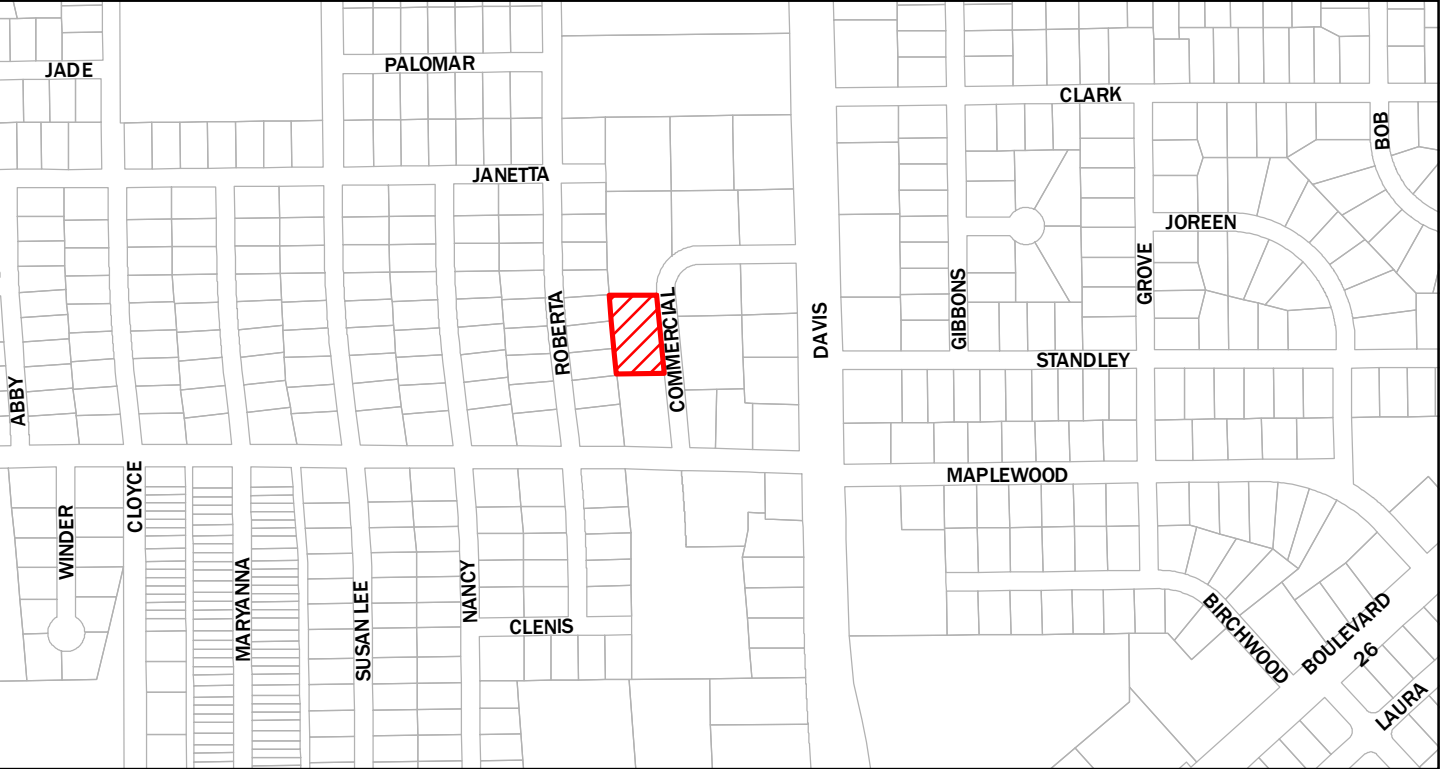 PALOMAR
JADE
CLARK
BOB
JANETTA
JOREEN
GROVE
GIBBONS
ROBERTA
COMMERCIAL
DAVIS
STANDLEY
ABBY
MAPLEWOOD
CLOYCE
WINDER
MARYANNA
SUSAN LEE
NANCY
CLENIS
BIRCHWOOD
BOULEVARD
26
LAURA